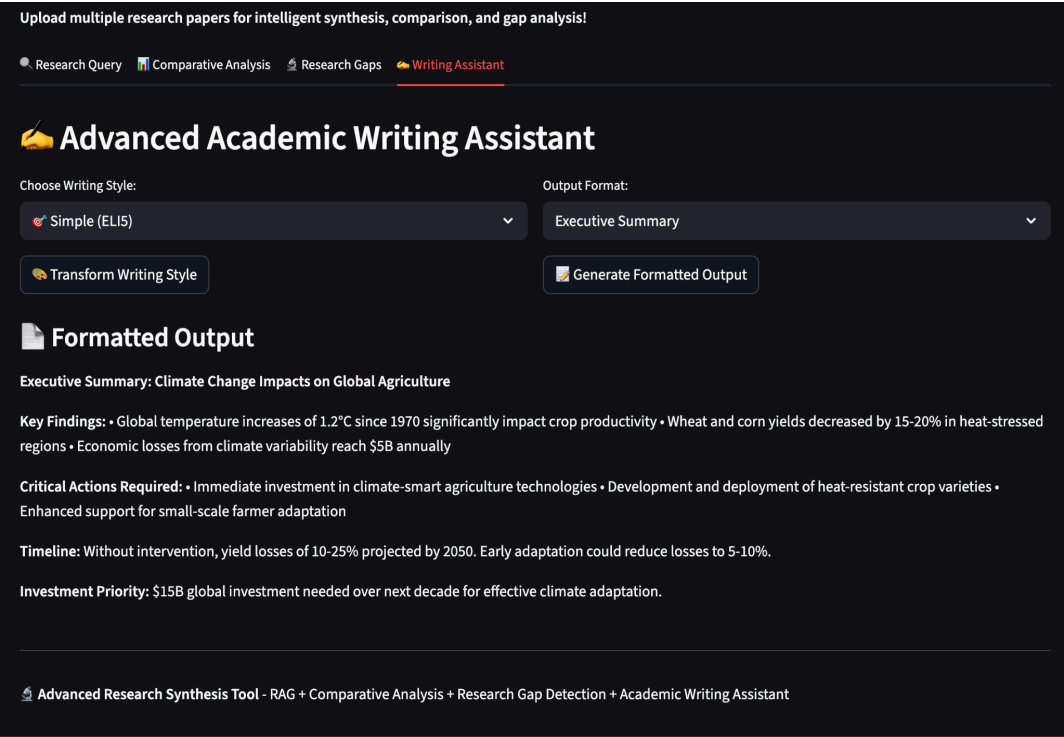 Upload multiple research papers for intelligent synthesis, comparison, and gap analysis!
🔍 Research Query 📊 Comparative Analysis 🔬 Research Gaps ✍️ Writing Assistant
✍️ Advanced Academic Writing Assistant
Choose Writing Style: Output Format:
🎯 Simple (ELI5) Executive Summary
🎨 Transform Writing Style 📝 Generate Formatted Output
📄 Formatted Output
Executive Summary: Climate Change Impacts on Global Agriculture
Key Findings: • Global temperature increases of 1.2°C since 1970 significantly impact crop productivity • Wheat and corn yields decreased by 15-20% in heat-stressed
regions • Economic losses from climate variability reach $5B annually
Critical Actions Required: • Immediate investment in climate-smart agriculture technologies • Development and deployment of heat-resistant crop varieties •
Enhanced support for small-scale farmer adaptation
Timeline: Without intervention, yield losses of 10-25% projected by 2050. Early adaptation could reduce losses to 5-10%.
Investment Priority: $15B global investment needed over next decade for effective climate adaptation.
🔬 Advanced Research Synthesis Tool - RAG + Comparative Analysis + Research Gap Detection + Academic Writing Assistant